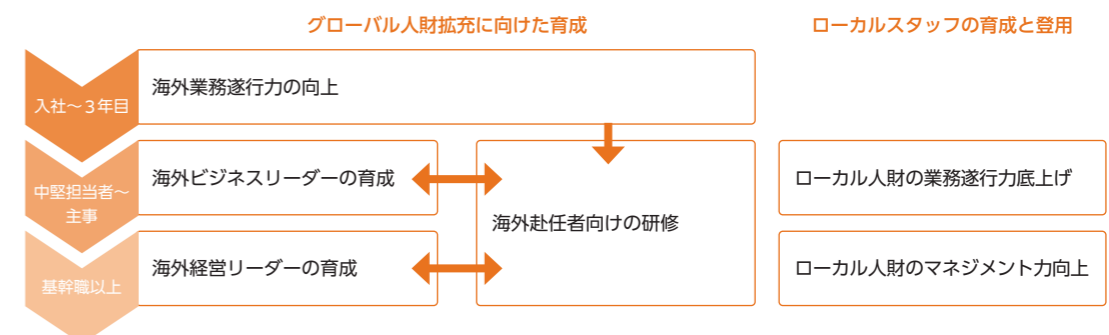 グローバル人財拡充に向けた育成
ローカルスタッフの育成と登用
入社～３年目
海外業務遂行力の向上
中堅担当者～
主事
海外ビジネスリーダーの育成
海外赴任者向けの研修
ローカル人財の業務遂行力底上げ
基幹職以上
海外経営リーダーの育成
ローカル人財のマネジメント力向上